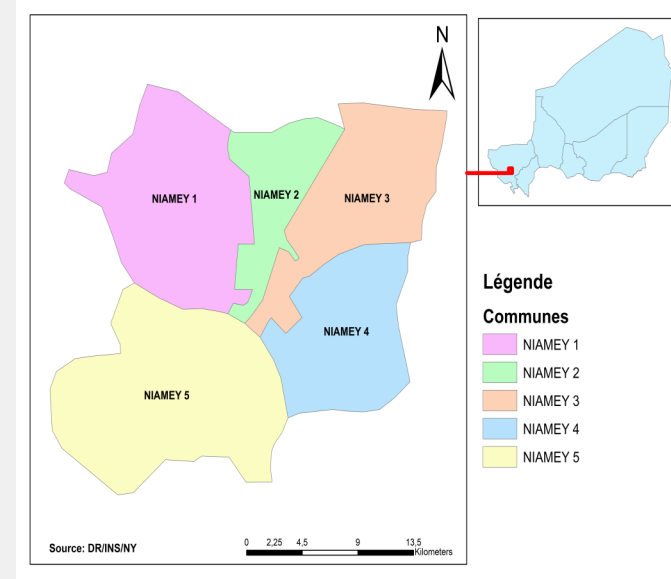 N
NIAMEY 1
NIAMEY 2
NIAMEY 3
NIAMEY 4
NIAMEY 5
Source: DR/INS/NY
0 2,25 4,5 9 13,5
Kilometers
Légende
Communes
NIAMEY 1
NIAMEY 2
NIAMEY 3
NIAMEY 4
NIAMEY 5